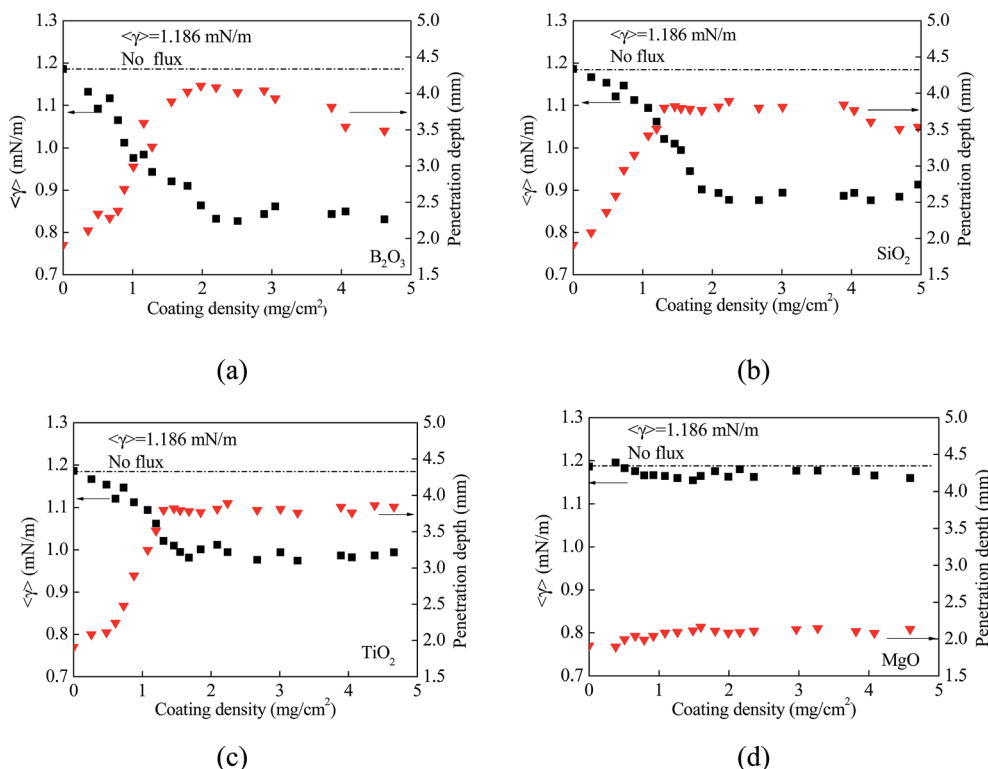 <γ>=1.186 mN/m
No flux
1.3
1.2
1.1
1.0
0.9
0.8
0.7
<γ> (mN/m)
5.0
4.5
4.0
3.5
3.0
2.5
2.0
1.5
Penetration depth (mm)
B₂O₃
0 1 2 3 4 5
Coating density (mg/cm²)
(a)
<γ>=1.186 mN/m
No flux
1.3
1.2
1.1
1.0
0.9
0.8
0.7
<γ> (mN/m)
5.0
4.5
4.0
3.5
3.0
2.5
2.0
1.5
Penetration depth (mm)
SiO₂
0 1 2 3 4 5
Coating density (mg/cm²)
(b)
<γ>=1.186 mN/m
No flux
1.3
1.2
1.1
1.0
0.9
0.8
0.7
<γ> (mN/m)
5.0
4.5
4.0
3.5
3.0
2.5
2.0
1.5
Penetration depth (mm)
TiO₂
0 1 2 3 4 5
Coating density (mg/cm²)
(c)
<γ>=1.186 mN/m
No flux
1.3
1.2
1.1
1.0
0.9
0.8
0.7
<γ> (mN/m)
5.0
4.5
4.0
3.5
3.0
2.5
2.0
1.5
Penetration depth (mm)
MgO
0 1 2 3 4 5
Coating density (mg/cm²)
(d)